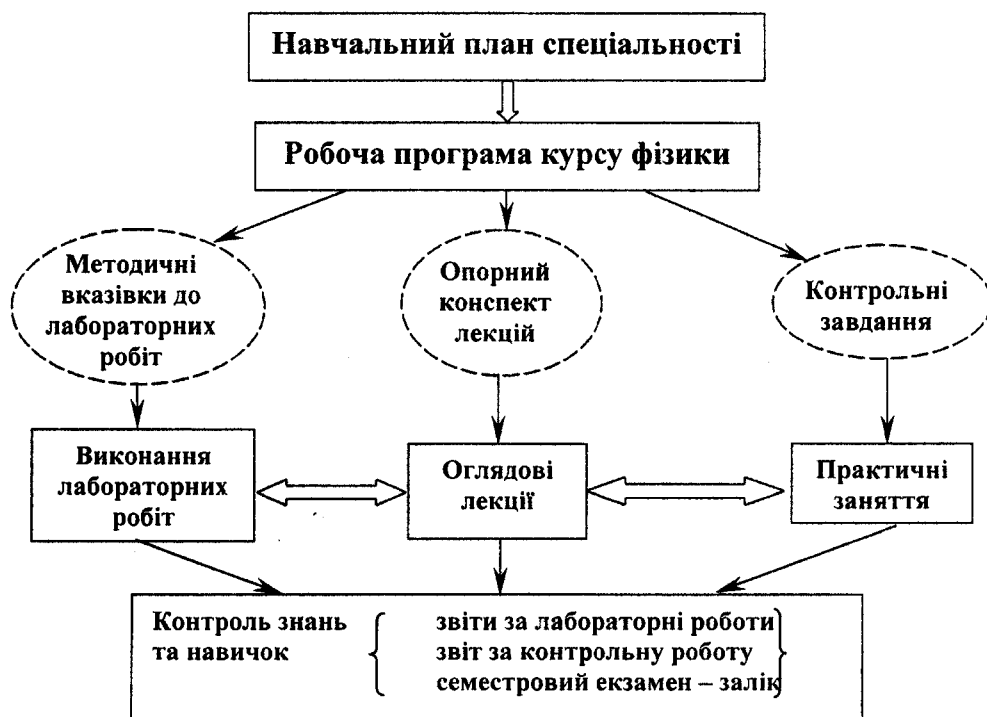 Навчальний план спеціальності
Робоча програма курсу фізики
Методичні
вказівки до
лабораторних
робіт
Опорний
конспект
лекцій
Контрольні
завдання
Виконання
лабораторних
робіт
Оглядові
лекції
Практичні
заняття
Контроль знань
та навичок
звіти за лабораторні роботи
звіт за контрольну роботу
семестровий екзамен – залік